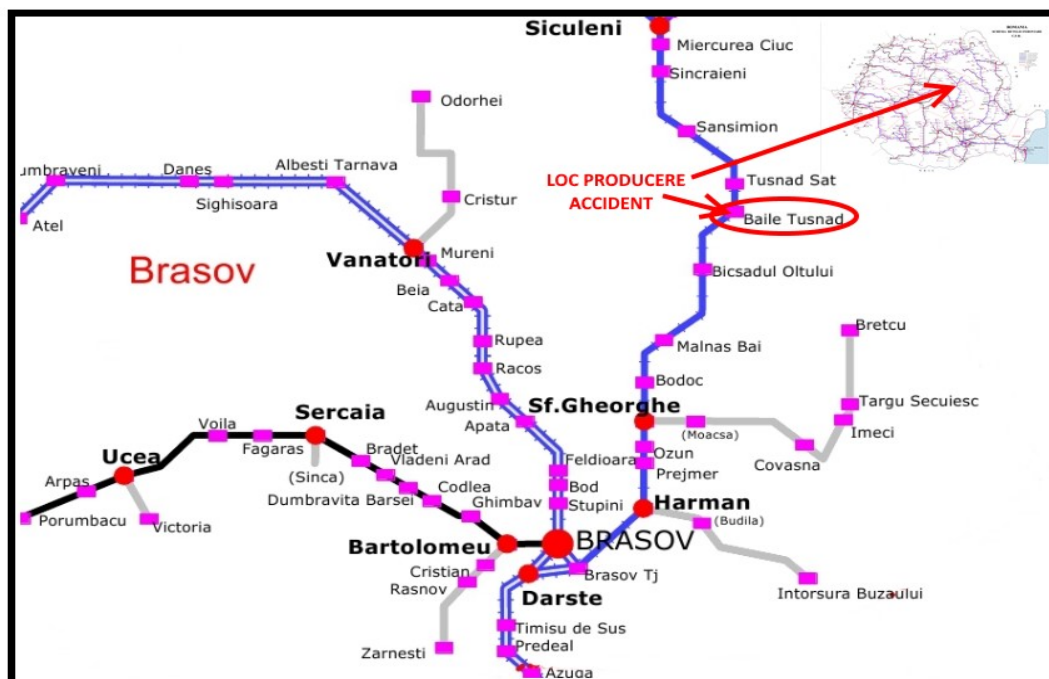 Siculeni
Miercurea Ciuc
Sincraieni
Sansimion
ROMANIA
Odorhei
Cristur
umbraveni
Danes
Albesti Tarnava
Sighisoara
Atel
LOC PRODUCERE
ACCIDENT
Tusnad Sat
Baile Tusnad
Brasov
Vanatori
Mureni
Beia
Cata
Bicsadul Oltului
Rupea
Racos
Malnas Bai
Bretcu
Augustin
Apata
Sf.Gheorghe
Bodoc
(Moacsa)
Targu Secuiesc
Imeci
Covasna
Sercaia
Voila
Fagaras
(Sinca)
Ucea
Arpas
Porumbacu
Victoria
Bradet
Vladeni Arad
Dumbravita Barsei
Codlea
Ghimbav
Feldioara
Bod
Stupini
Ozun
Prejmer
Harman
(Budila)
Bartolomeu
BRASOV
Cristian
Rasnov
Brasov Tj
Intorsura Buzaului
Darste
Zarnesti
Timisu de Sus
Predeal
Azuga